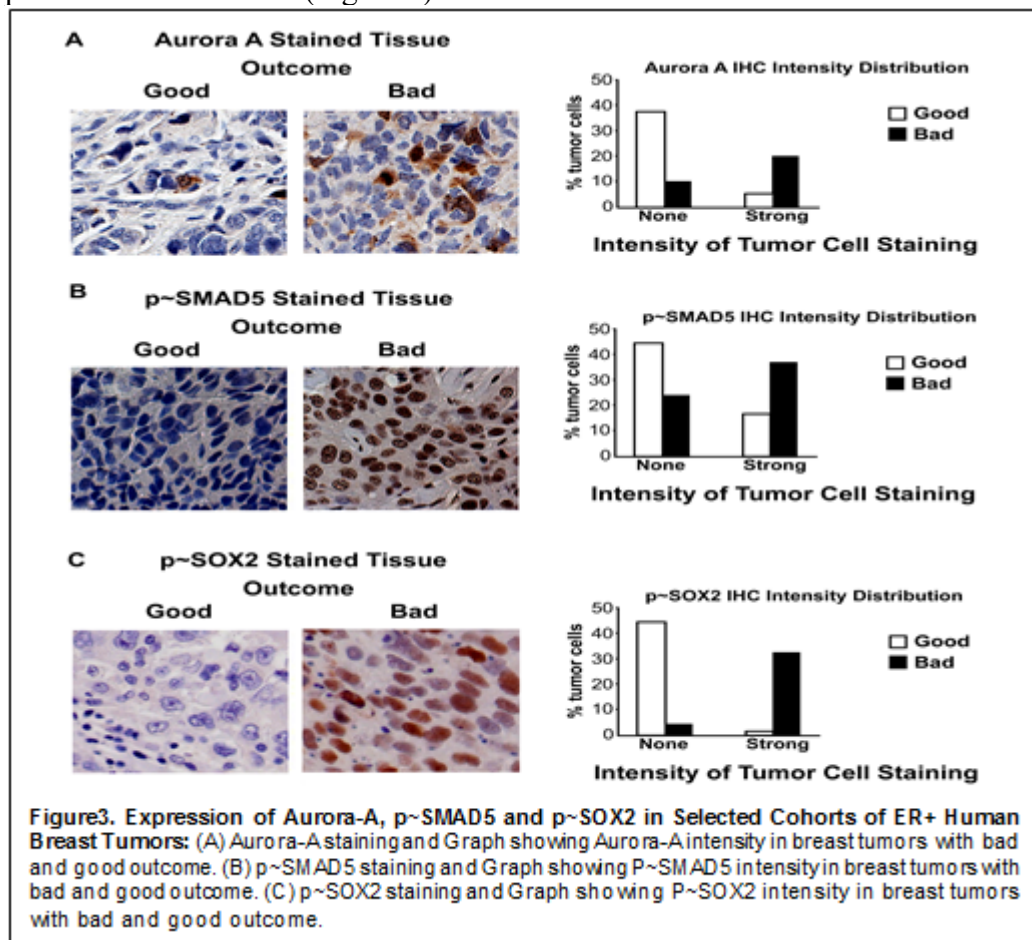 A Aurora A Stained Tissue
Outcome
Good Bad
Aurora A IHC Intensity Distribution
50
40
30
20
10
0
% tumor cells
Good
Bad
None Strong
Intensity of Tumor Cell Staining
B p~SMAD5 Stained Tissue
Outcome
Good Bad
p~SMAD5 IHC Intensity Distribution
50
40
30
20
10
0
% tumor cells
Good
Bad
None Strong
Intensity of Tumor Cell Staining
C p~SOX2 Stained Tissue
Outcome
Good Bad
p~SOX2 IHC Intensity Distribution
50
40
30
20
10
0
% tumor cells
Good
Bad
None Strong
Intensity of Tumor Cell Staining
Figure3. Expression of Aurora-A, p~SMAD5 and p~SOX2 in Selected Cohorts of ER+ Human
Breast Tumors: (A) Aurora-A staining and Graph showing Aurora-A intensity in breast tumors with bad
and good outcome. (B) p~SMAD5 staining and Graph showing P~SMAD5 intensity in breast tumors with
bad and good outcome. (C) p~SOX2 staining and Graph showing P~SOX2 intensity in breast tumors
with bad and good outcome.